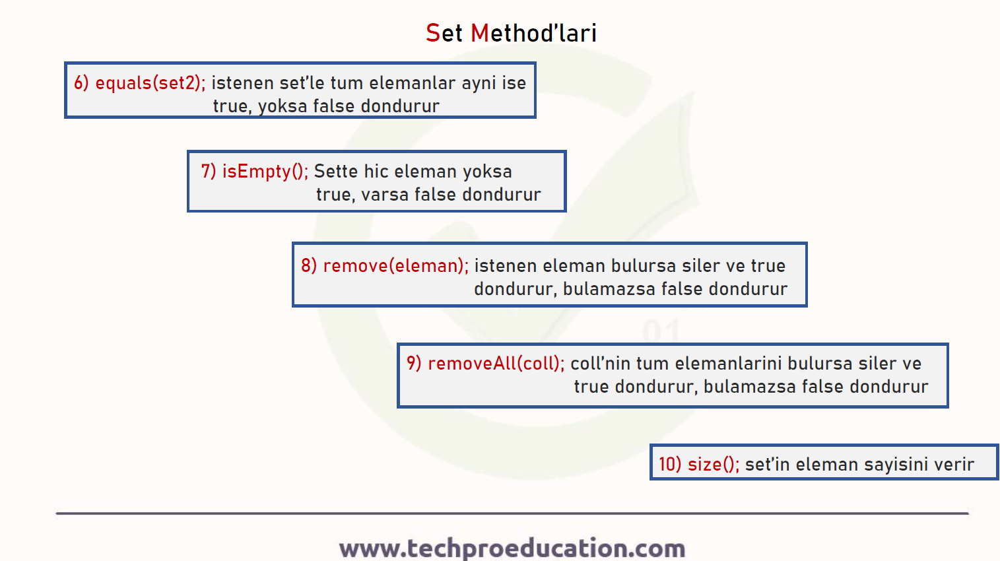 Set Method'lari
6) equals(set2); istenen set'le tum elemanlar ayni ise
true, yoksa false dondurur
7) isEmpty(); Sette hic eleman yoksa
true, varsa false dondurur
8) remove(eleman); istenen eleman bulursa siler ve true
dondurur, bulamazsa false dondurur
01
9) removeAll(coll); coll'nin tum elemanlarini bulursa siler ve
true dondurur, bulamazsa false dondurur
10) size(); set'in eleman sayisini verir
www.techproeducation.com